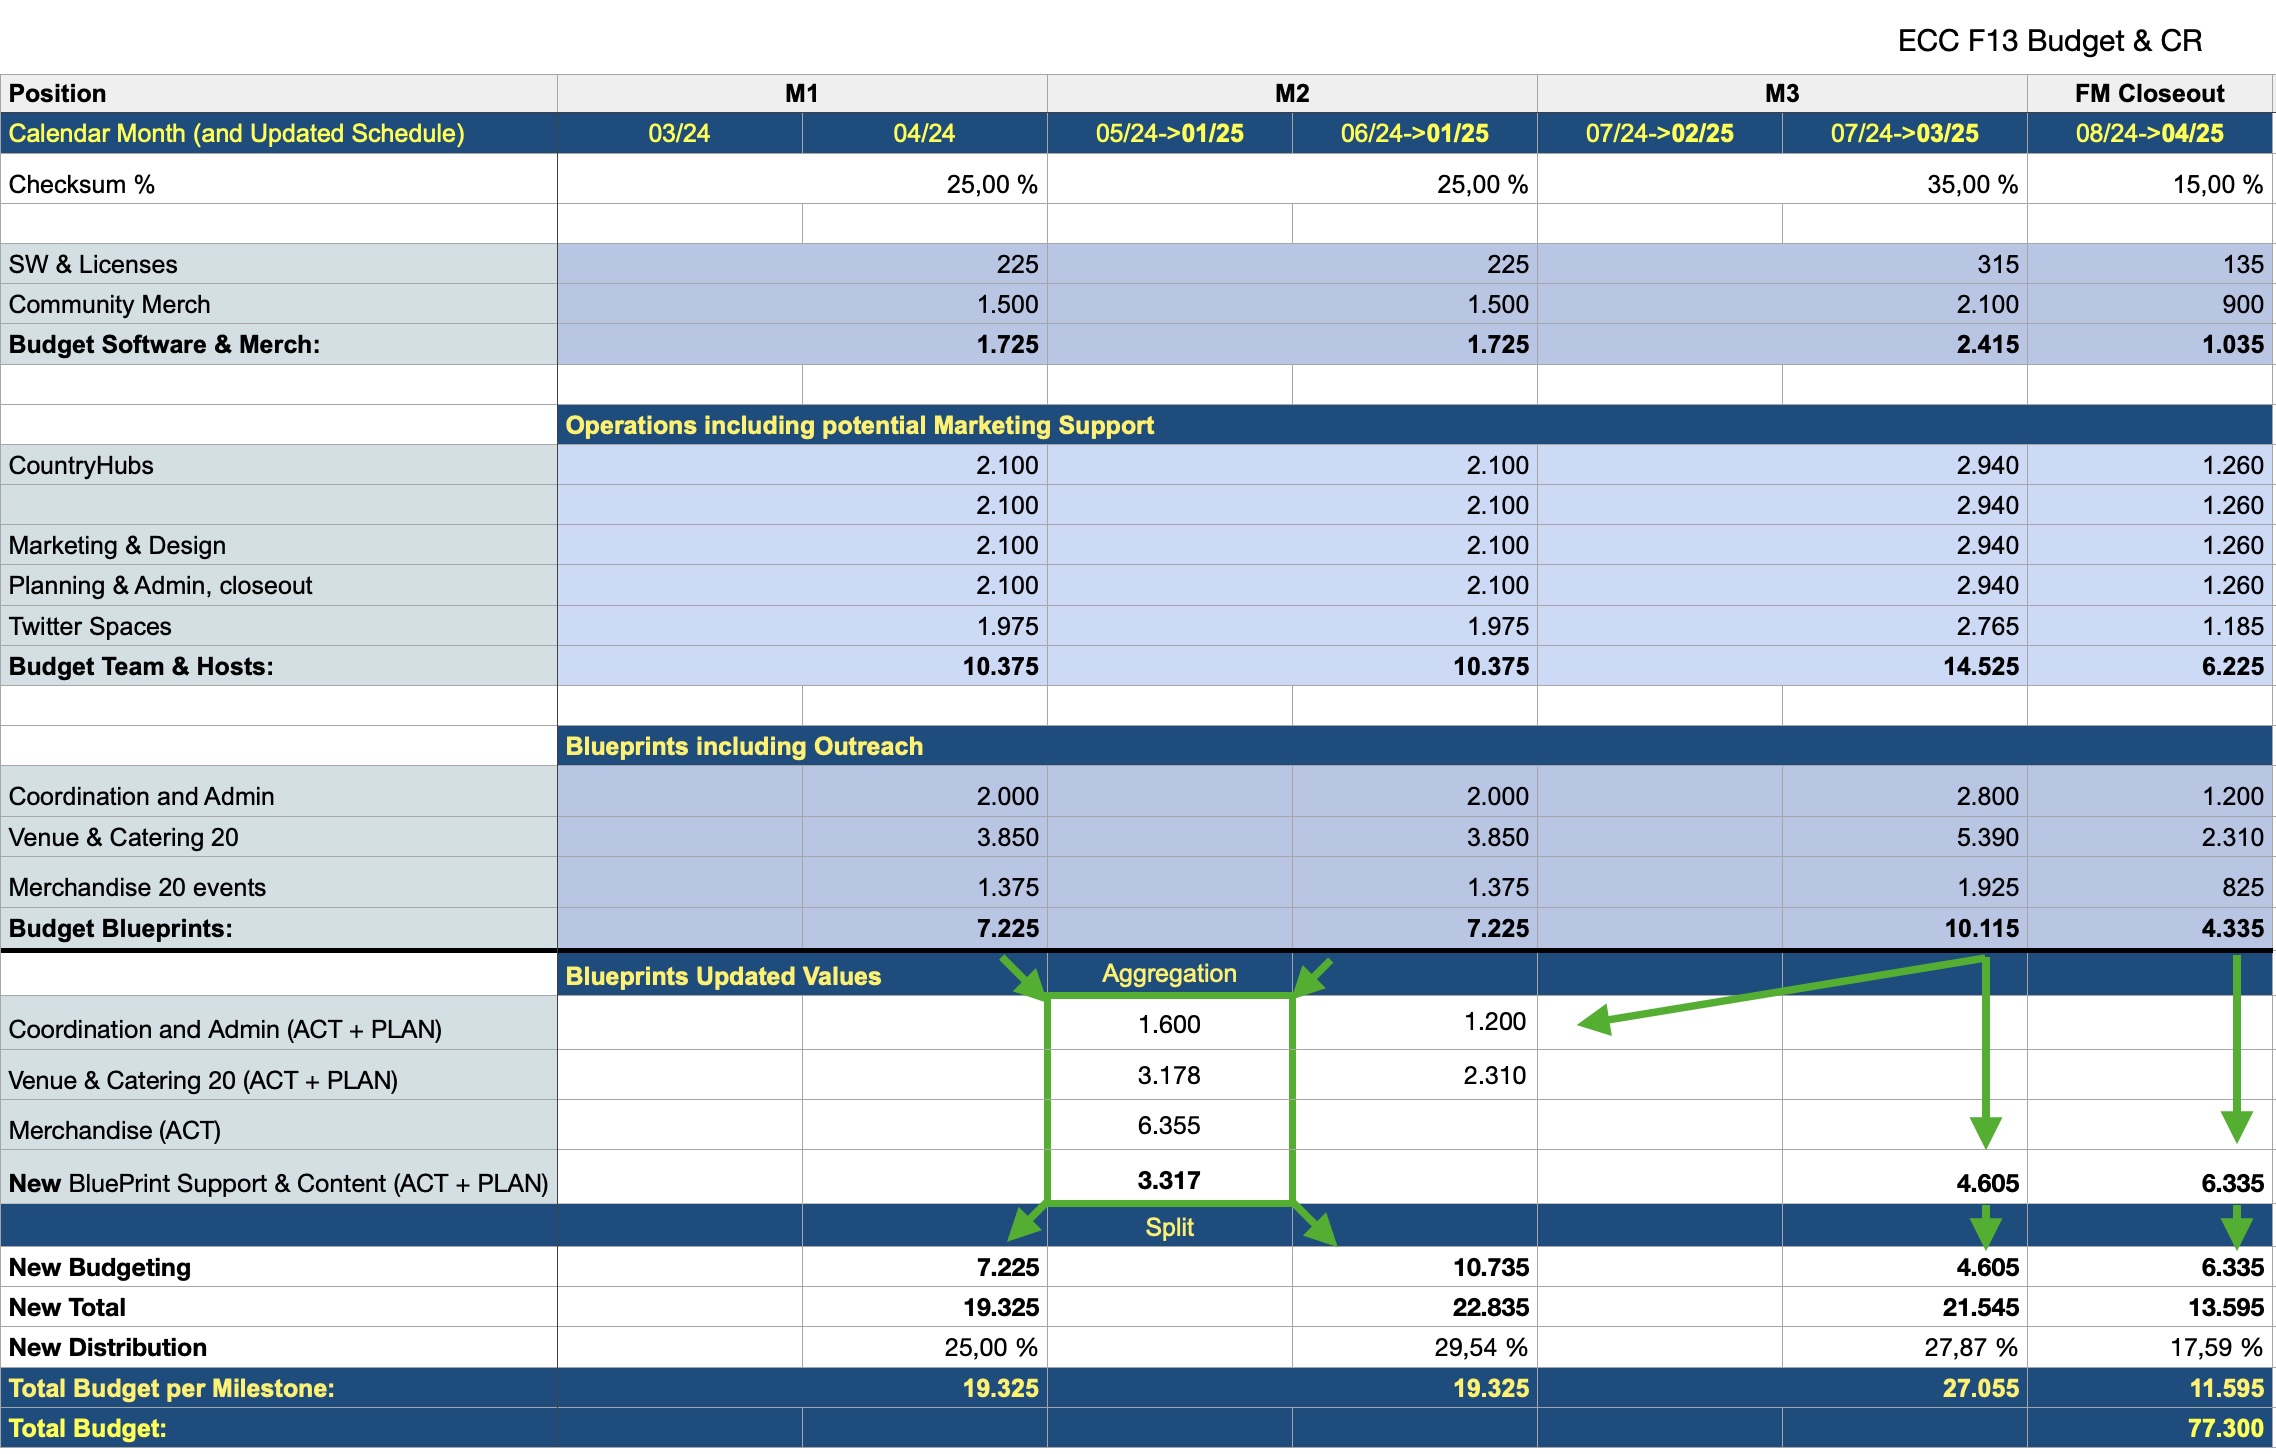 ECC F13 Budget & CR
Position M1 M2 M3 FM Closeout
Calendar Month (and Updated Schedule) 03/24 04/24 05/24->01/25 06/24->01/25 07/24->02/25 07/24->03/25 08/24->04/25
Checksum % 25,00 % 25,00 % 35,00 % 15,00 %
SW & Licenses 225 225 315 135
Community Merch 1.500 1.500 2.100 900
Budget Software & Merch: 1.725 1.725 2.415 1.035
Operations including potential Marketing Support
CountryHubs 2.100 2.100 2.940 1.260
2.100 2.100 2.940 1.260
Marketing & Design 2.100 2.100 2.940 1.260
Planning & Admin, closeout 2.100 2.100 2.940 1.260
Twitter Spaces 1.975 1.975 2.765 1.185
Budget Team & Hosts: 10.375 10.375 14.525 6.225
Blueprints including Outreach
Coordination and Admin 2.000 2.000 2.800 1.200
Venue & Catering 20 3.850 3.850 5.390 2.310
Merchandise 20 events 1.375 1.375 1.925 825
Budget Blueprints: 7.225 7.225 10.115 4.335
Blueprints Updated Values Aggregation
Coordination and Admin (ACT + PLAN) 1.600 1.200
Venue & Catering 20 (ACT + PLAN) 3.178 2.310
Merchandise (ACT) 6.355
New BluePrint Support & Content (ACT + PLAN) 3.317 4.605 6.335
Split
New Budgeting 7.225 10.735 4.605 6.335
New Total 19.325 22.835 21.545 13.595
New Distribution 25,00 % 29,54 % 27,87 % 17,59 %
Total Budget per Milestone: 19.325 19.325 27.055 11.595
Total Budget: 77.300